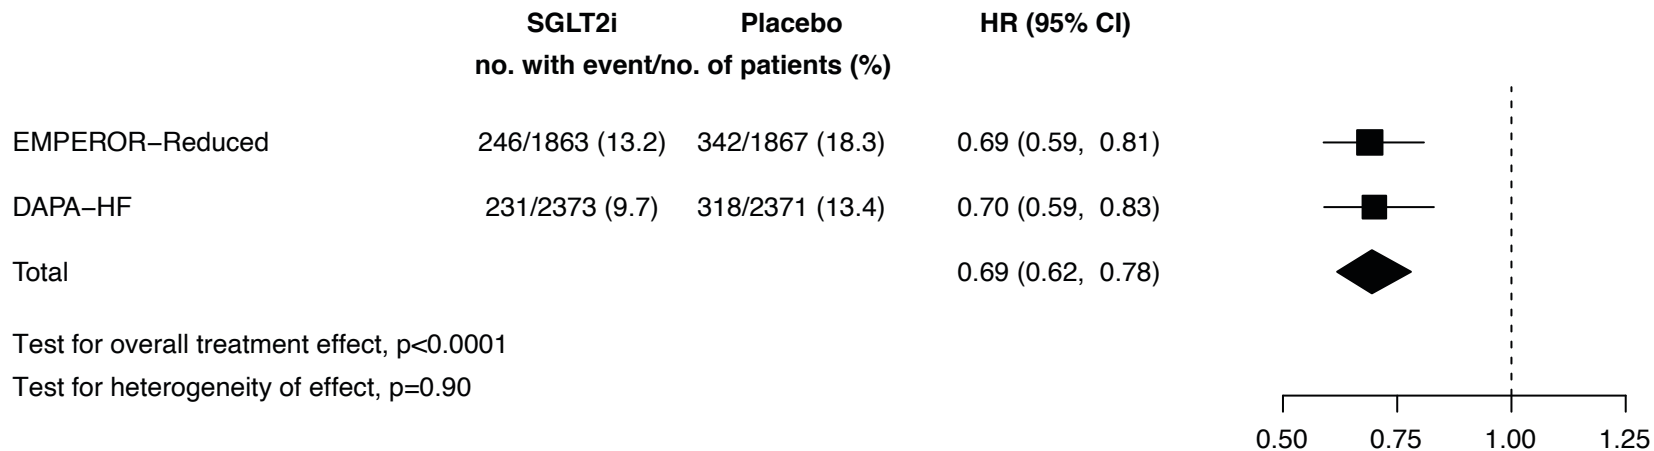 SGLT2i Placebo HR (95% CI)
no. with event/no. of patients (%)
EMPEROR−Reduced 246/1863 (13.2) 342/1867 (18.3) 0.69 (0.59, 0.81)
DAPA−HF 231/2373 (9.7) 318/2371 (13.4) 0.70 (0.59, 0.83)
Total 0.69 (0.62, 0.78)
Test for overall treatment effect, p<0.0001
Test for heterogeneity of effect, p=0.90
0.50 0.75 1.00 1.25